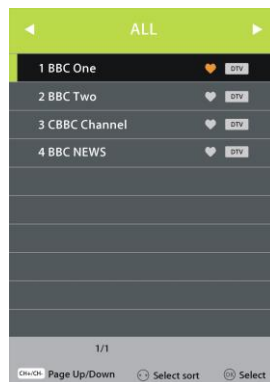 ALL
1 BBC One DTV
2 BBC Two DTV
3 CBBC Channel DTV
4 BBC NEWS DTV
1/1
CH+/CH- Page Up/Down Select sort OK Select